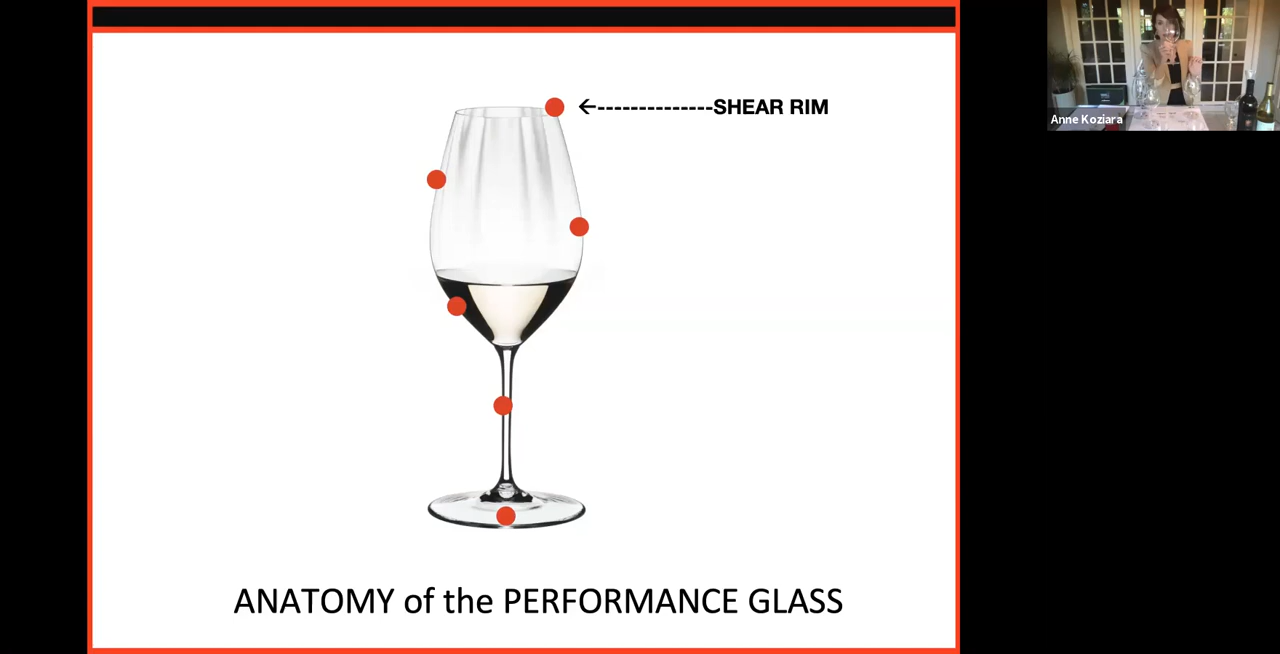 ←--------------SHEAR RIM
Anne Koziara
ANATOMY of the PERFORMANCE GLASS